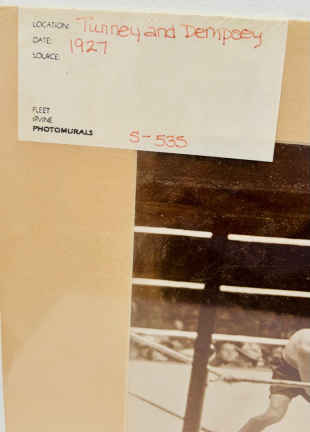 LOCATION: Tunney and Dempsey
DATE: 1927
SOURCE:
FLEET
IRVINE
PHOTOMURALS
S-535